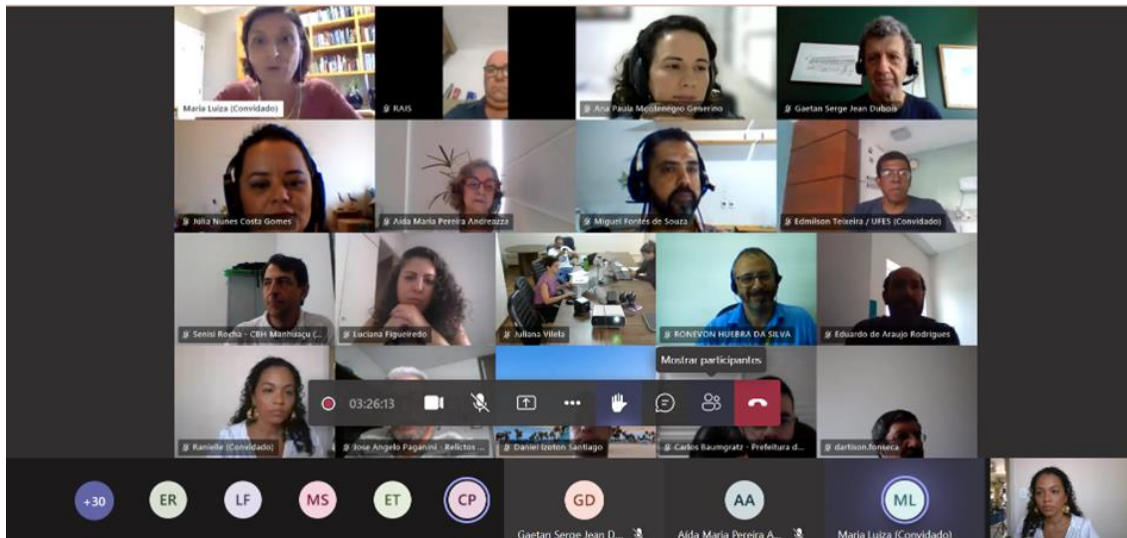 Maria Luiza (Convidado)
RAIS
Ana Paula Montenegro Generino
Gaetan Serge Jean Dubois
Júlia Nunes Costa Gomes
Aída Maria Pereira Andreazza
Miguel Fontes de Souza
Edmilson Teixeira / UFES (Convidado)
Senisi Rocha - CBH Manhuaçu (...
Luciana Figueiredo
Juliana Vilela
RONEVON HUEBRA DA SILVA
Eduardo de Araujo Rodrigues
Mostrar participantes
03:26:13
Ranielle (Convidado)
Jose Angelo Paganini - Relictos ...
Daniel Izoton Santiago
Carlos Baumgratz - Prefeitura d...
dartison.fonseca
+30
ER
LF
MS
ET
CP
GD
AA
ML
Gaetan Serge Jean D...
Aída Maria Pereira A...
Maria Luiza (Convidado)